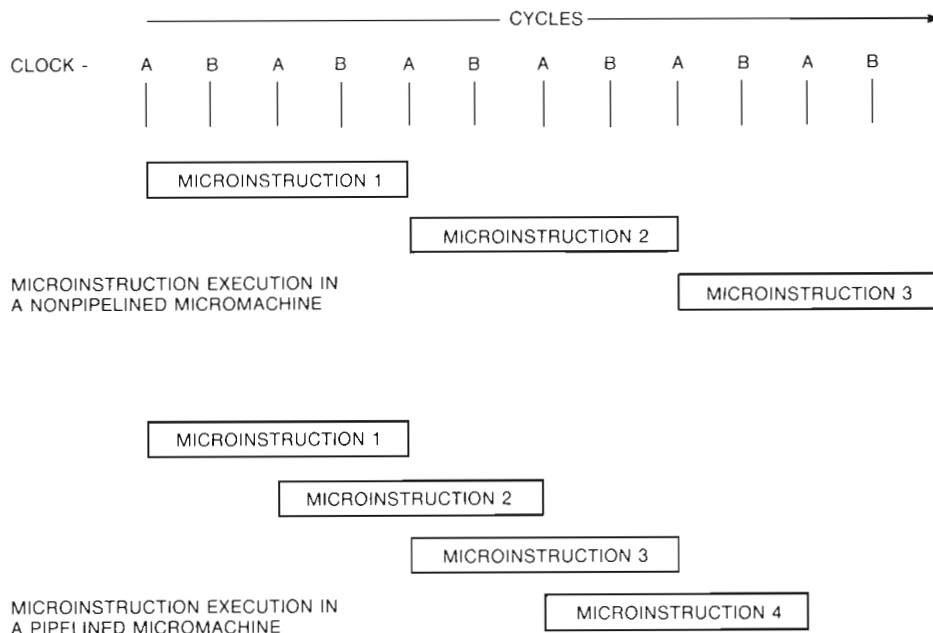 CYCLES
CLOCK - A B A B A B A B A B A B
MICROINSTRUCTION 1
MICROINSTRUCTION 2
MICROINSTRUCTION EXECUTION IN
A NONPIPELINED MICROMACHINE
MICROINSTRUCTION 3
MICROINSTRUCTION 1
MICROINSTRUCTION 2
MICROINSTRUCTION 3
MICROINSTRUCTION EXECUTION IN
A PIPELINED MICROMACHINE
MICROINSTRUCTION 4